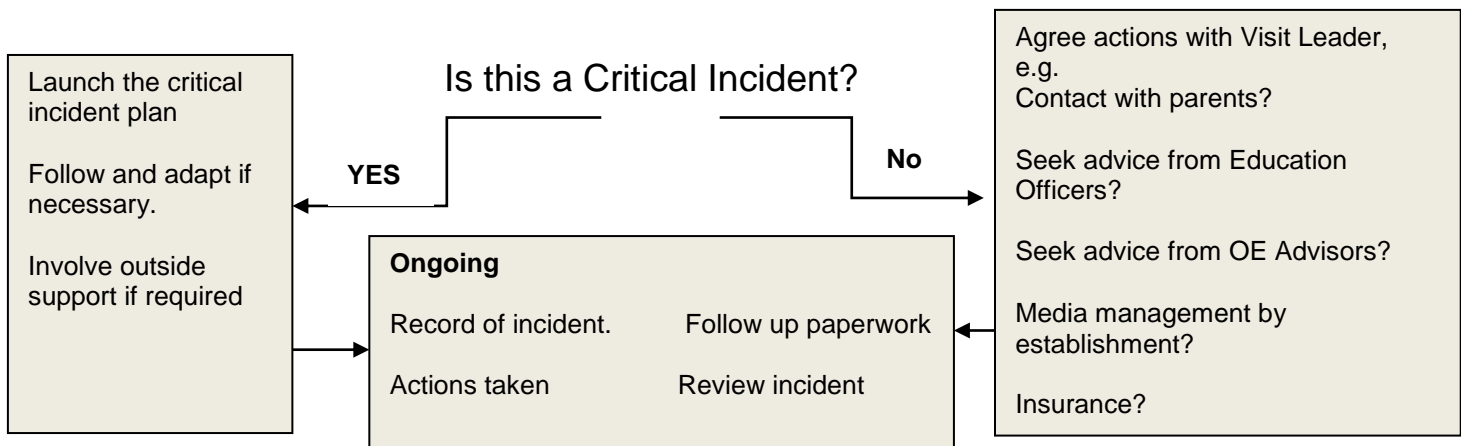 Is this a Critical Incident?
YES
No
Launch the critical
incident plan
Follow and adapt if
necessary.
Involve outside
support if required
Agree actions with Visit Leader,
e.g.
Contact with parents?
Seek advice from Education
Officers?
Seek advice from OE Advisors?
Media management by
establishment?
Insurance?
Ongoing
Record of incident. Follow up paperwork
Actions taken Review incident